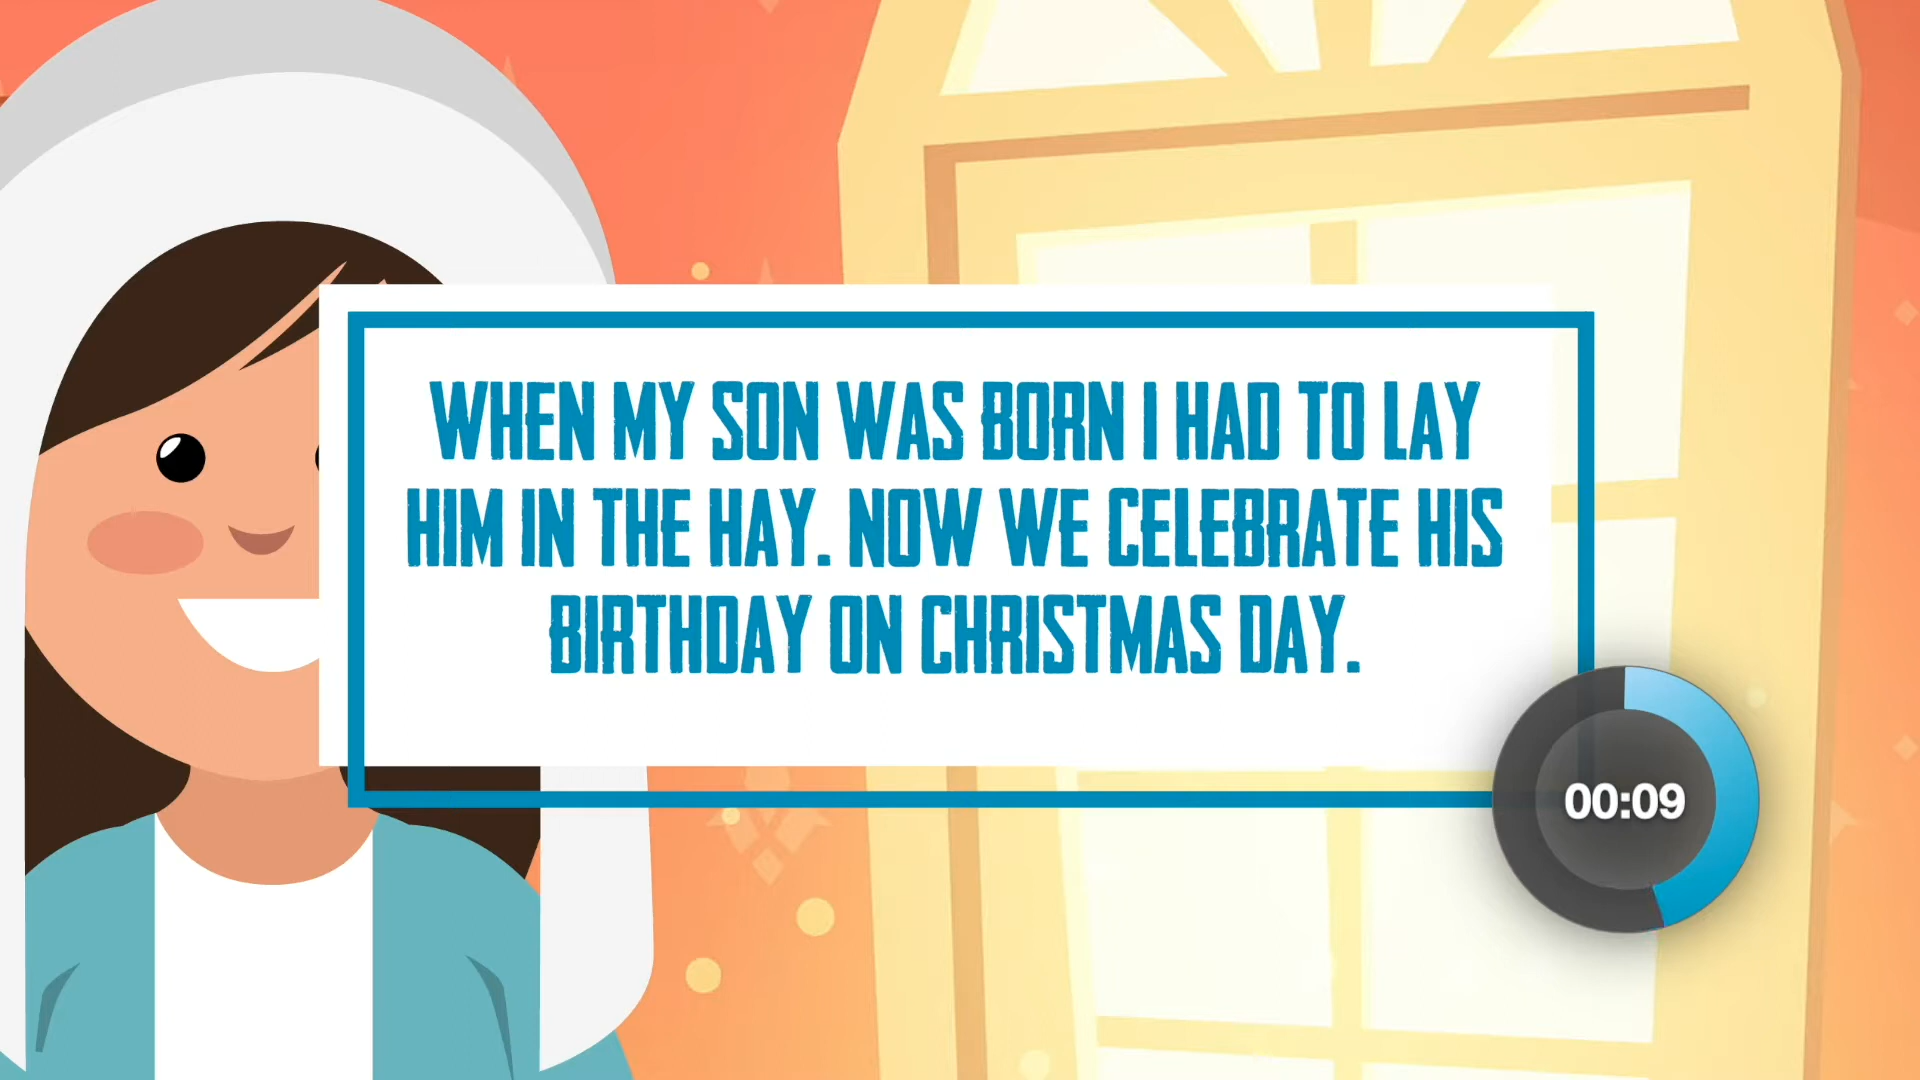 WHEN MY SON WAS BORN I HAD TO LAY
HIM IN THE HAY. NOW WE CELEBRATE HIS
BIRTHDAY ON CHRISTMAS DAY.
00:09